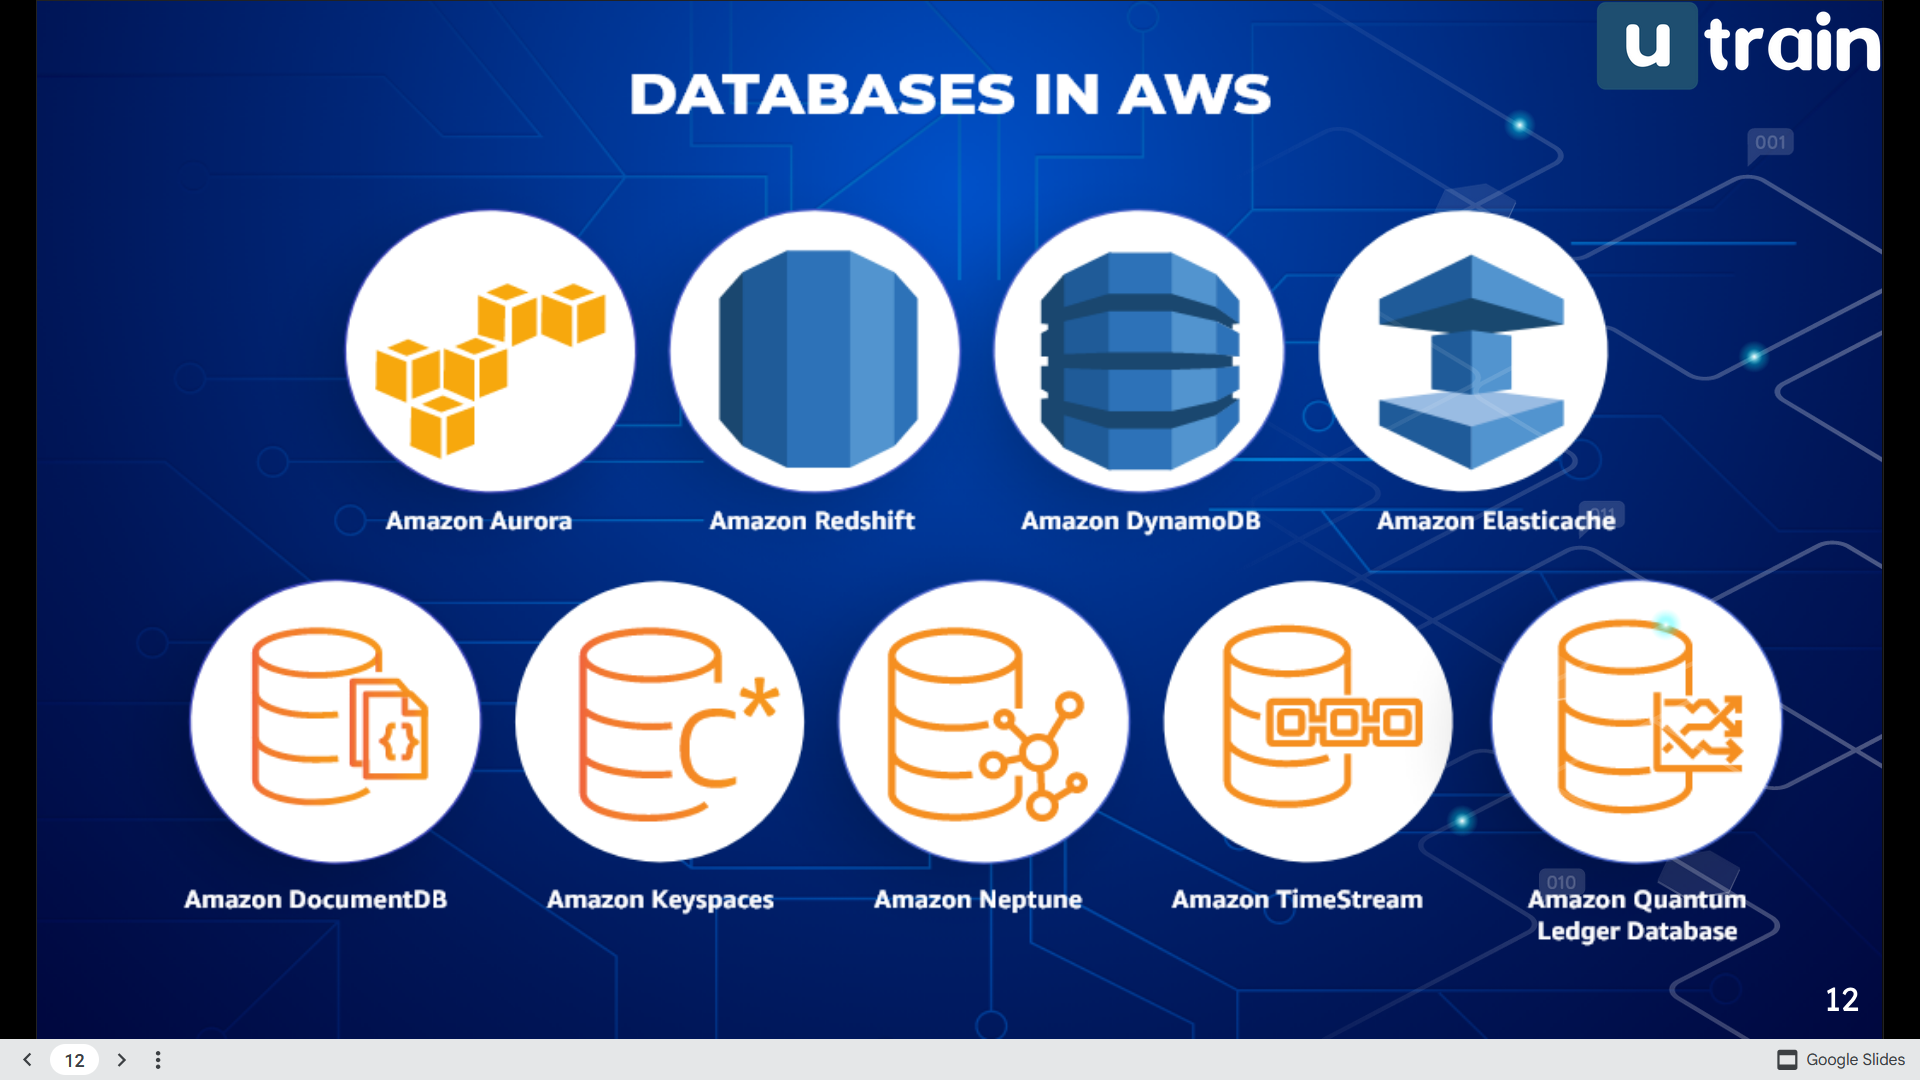 u train
DATABASES IN AWS
001
Amazon Aurora
Amazon Redshift
Amazon DynamoDB
Amazon Elasticache
011
{}
C*
Amazon DocumentDB
Amazon Keyspaces
Amazon Neptune
Amazon TimeStream
010
Amazon Quantum
Ledger Database
12
12
Google Slides